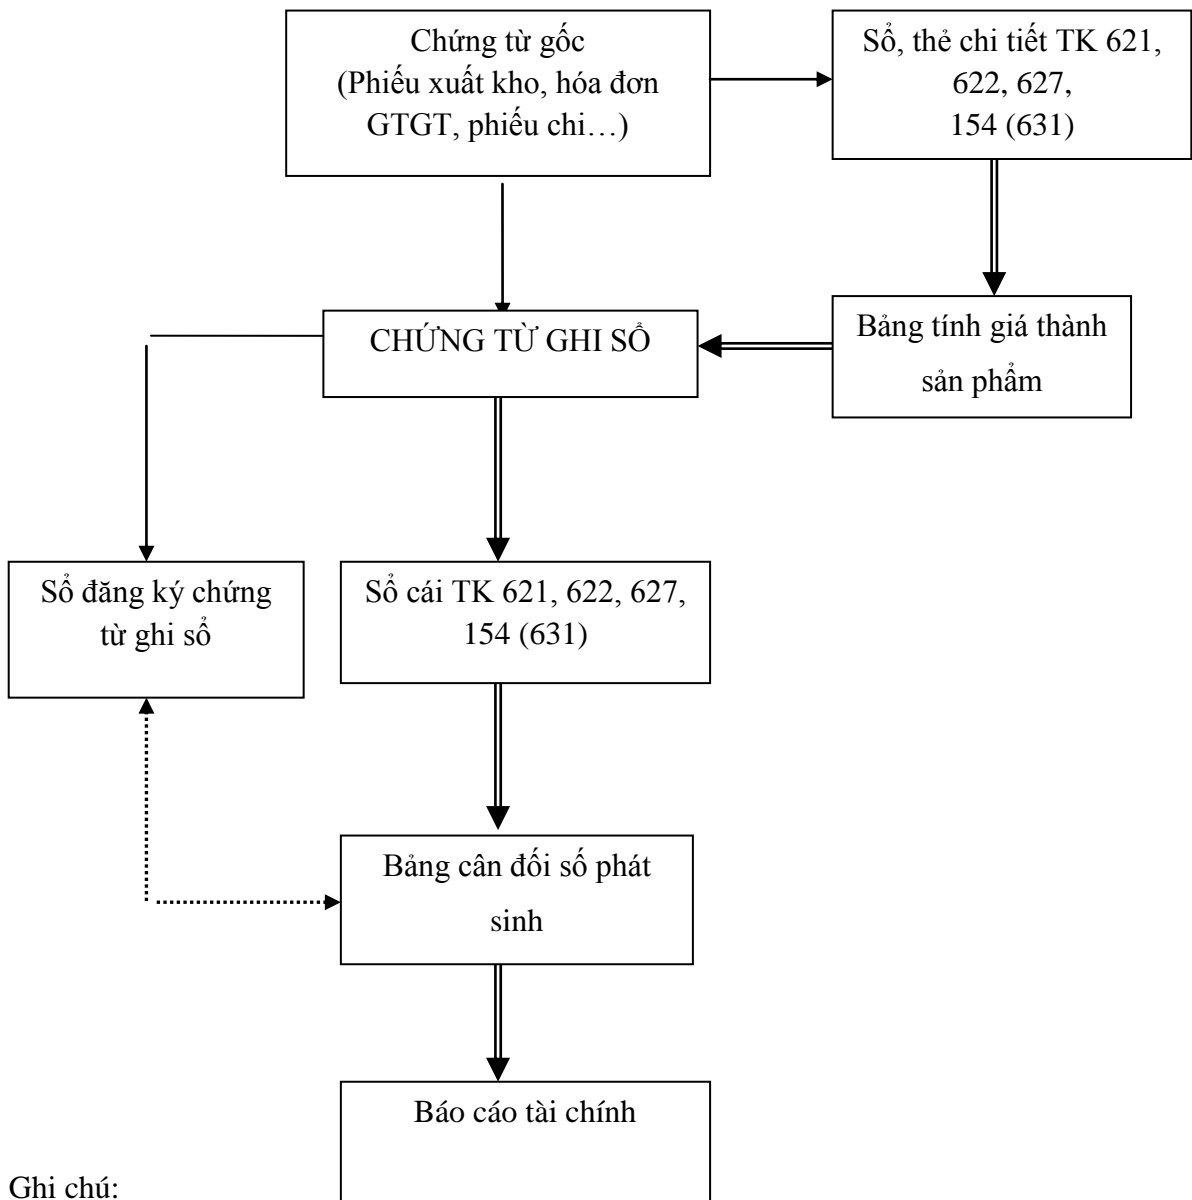 Chứng từ gốc
(Phiếu xuất kho, hóa đơn
GTGT, phiếu chi…)
Sổ, thẻ chi tiết TK 621,
622, 627,
154 (631)
CHỨNG TỪ GHI SỔ
Bảng tính giá thành
sản phẩm
Sổ đăng ký chứng
từ ghi sổ
Sổ cái TK 621, 622, 627,
154 (631)
Bảng cân đối số phát
sinh
Báo cáo tài chính
Ghi chú: